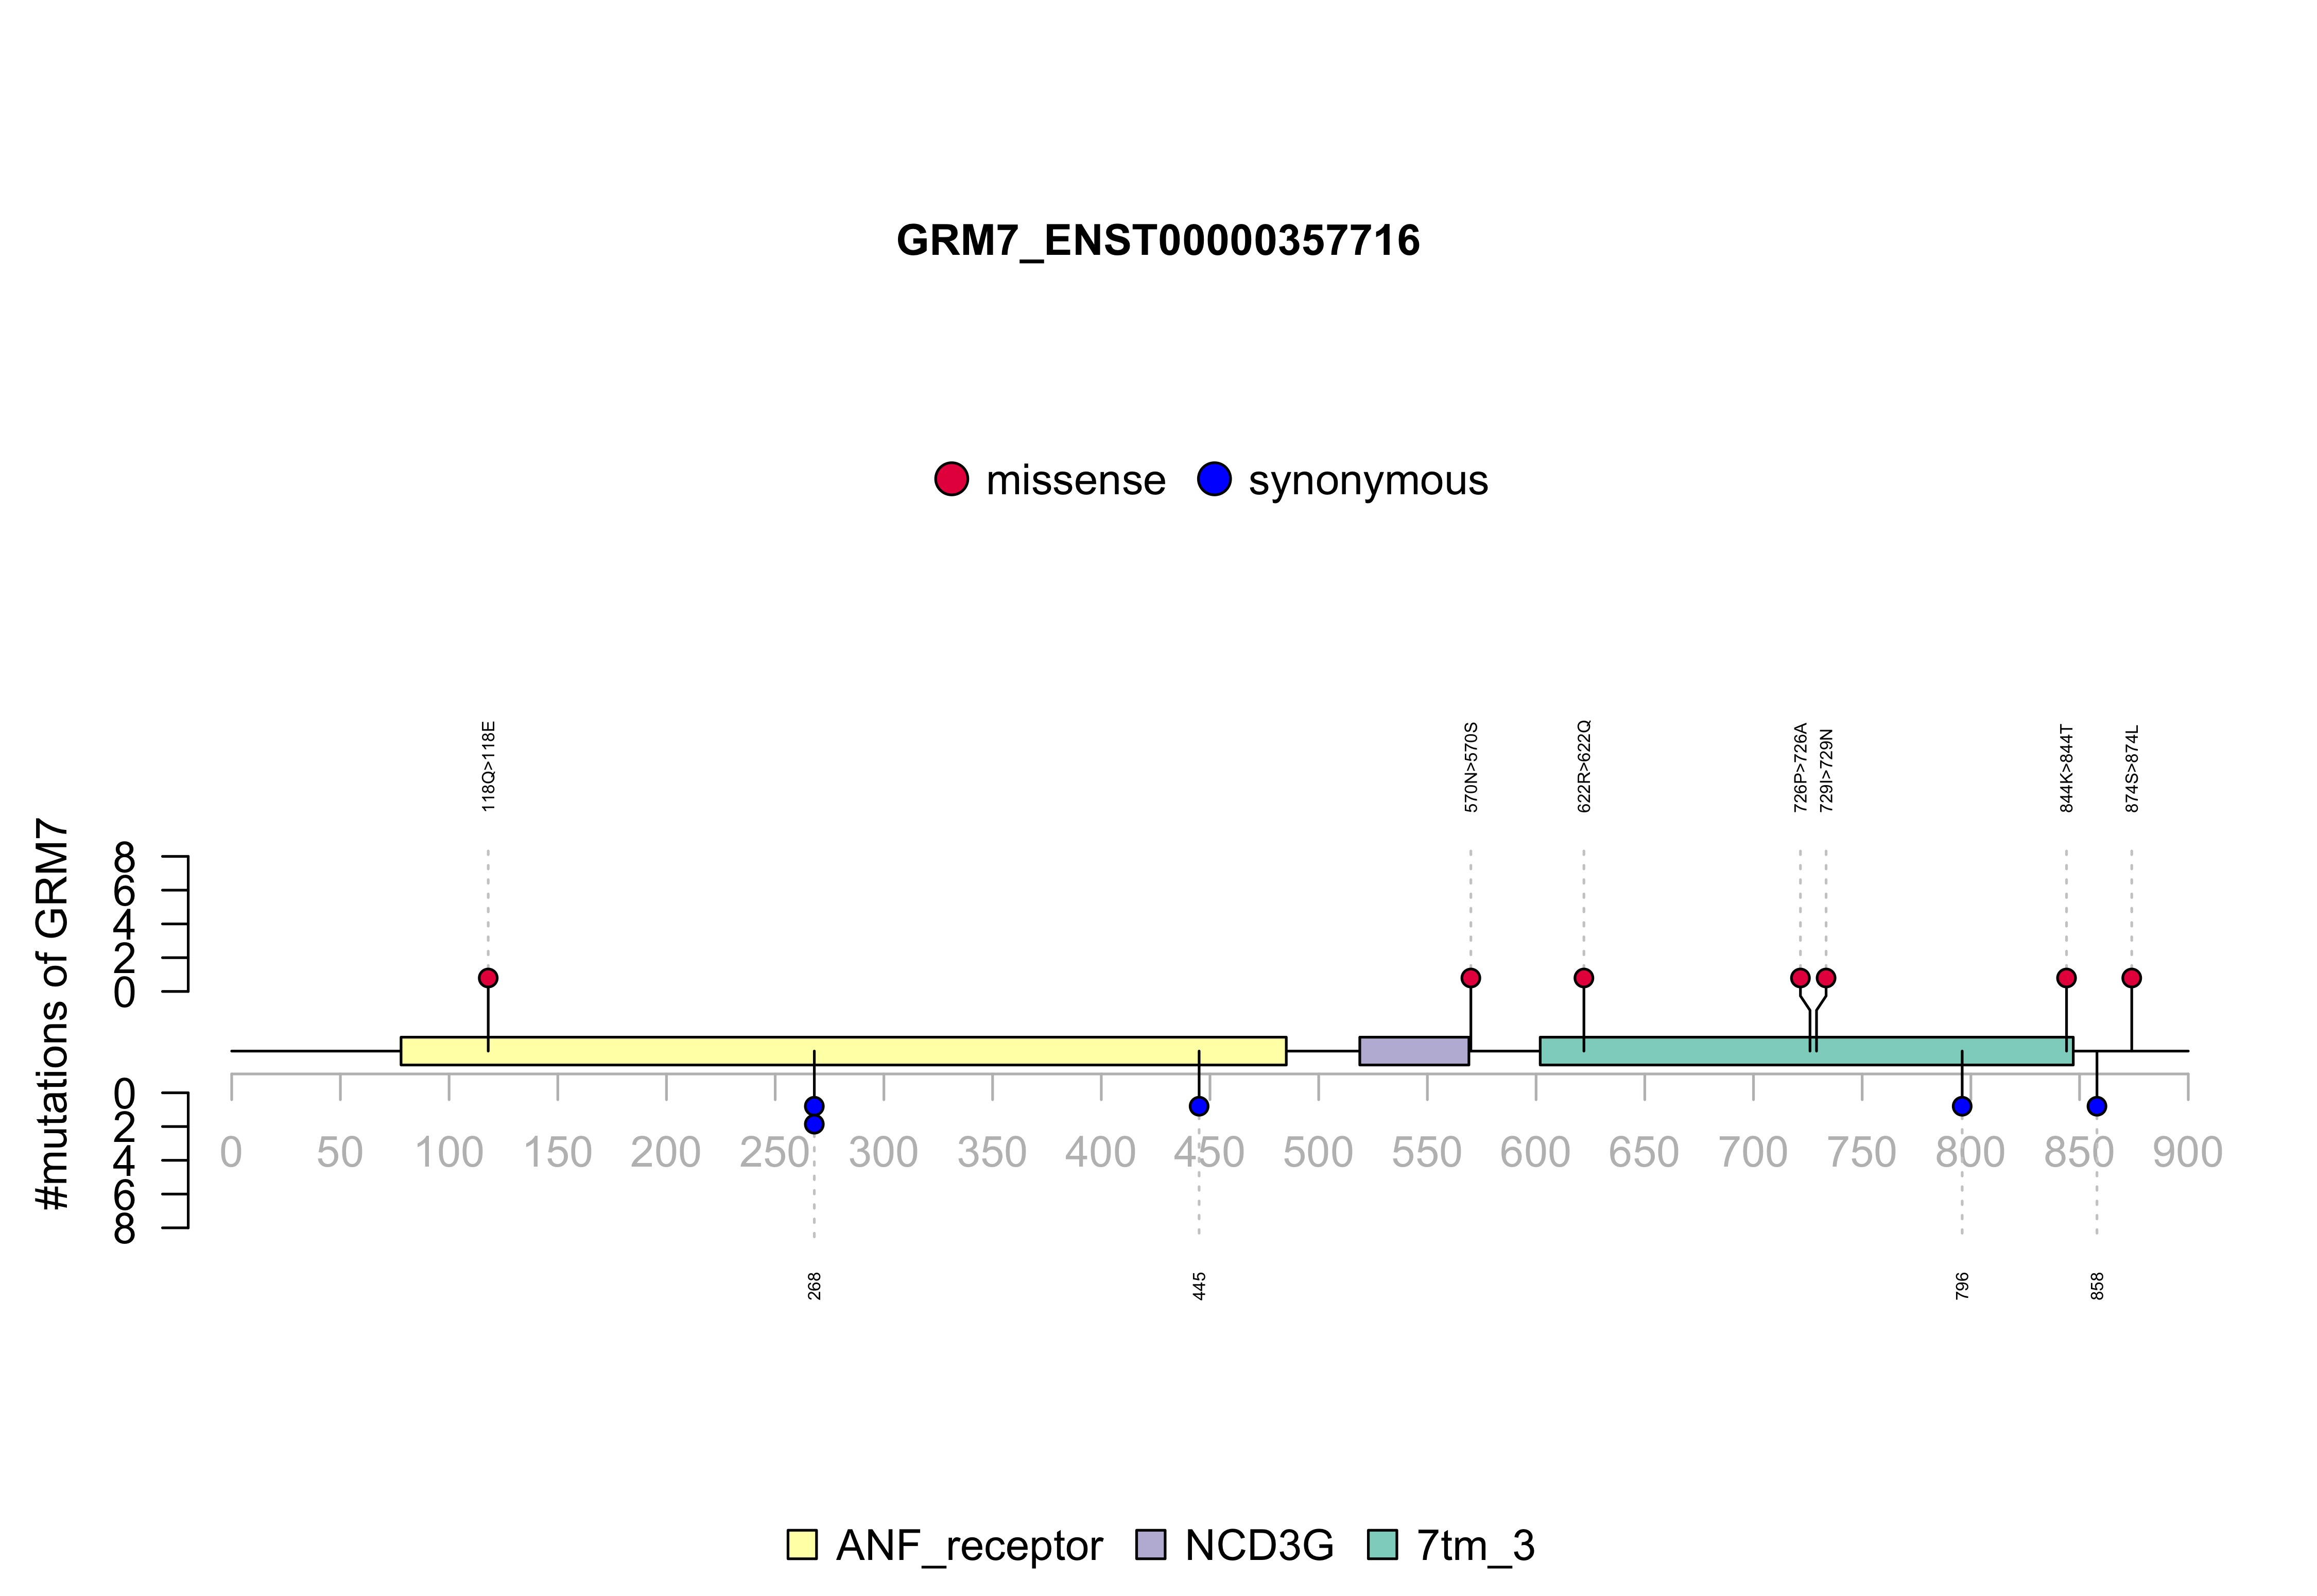 GRM7_ENST00000357716
missense synonymous
118Q>118E
570N>570S
622R>622Q
726P>726A
729I>729N
844K>844T
874S>874L
#mutations of GRM7
8
6
4
2
0
0
2
4
6
8
0 50 100 150 200 250 300 350 400 450 500 550 600 650 700 750 800 850 900
268
445
796
858
ANF_receptor NCD3G 7tm_3